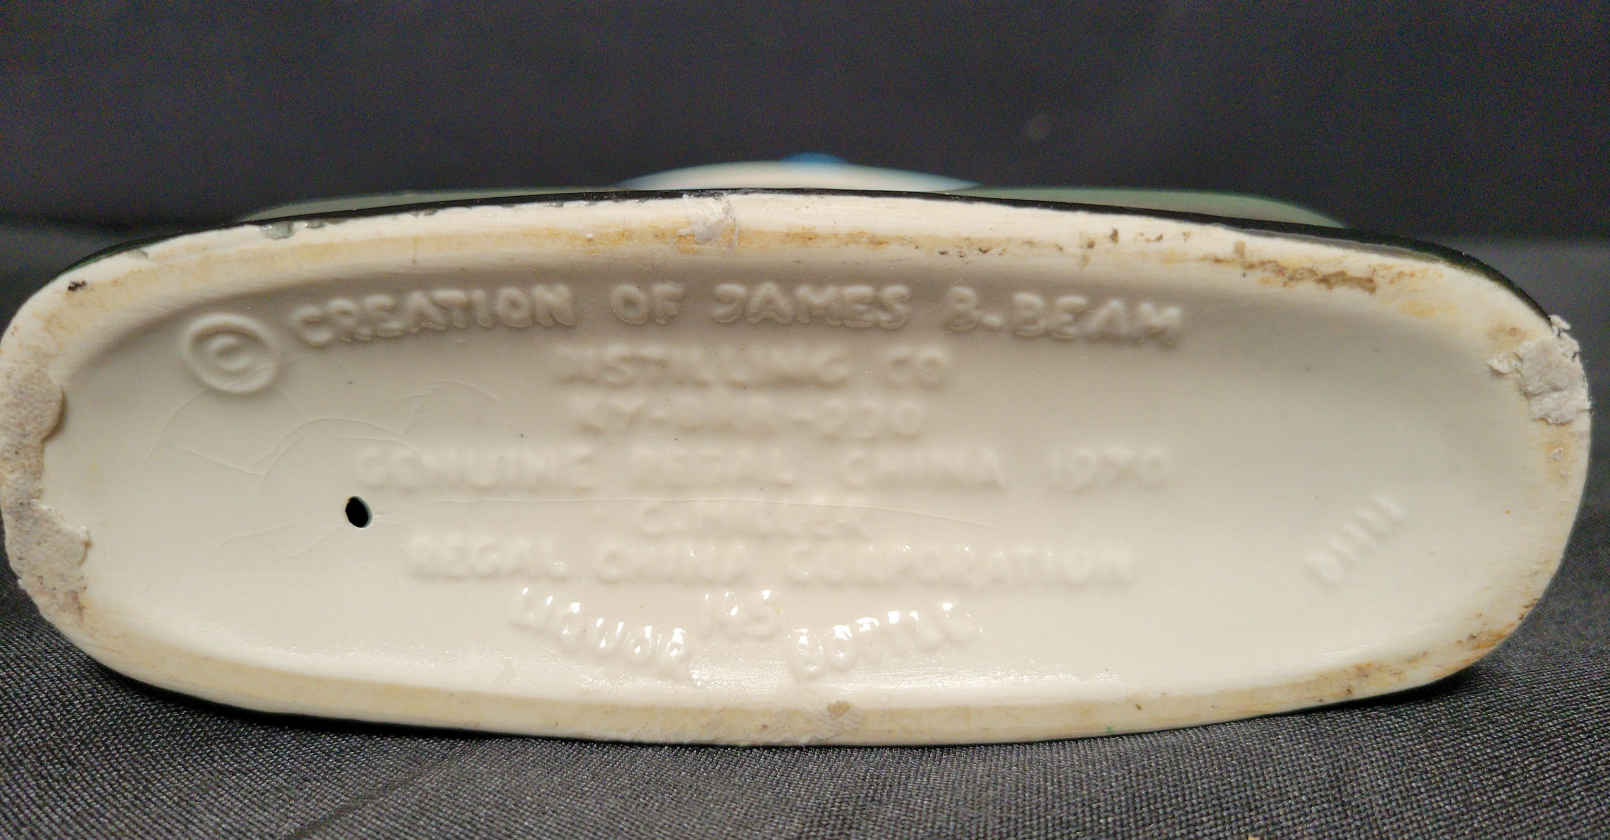 © CREATION OF JAMES B. BEAM
DISTILLING CO
GENUINE REGAL CHINA 1970
REGAL CHINA CORPORATION
LIQUOR BOTTLE